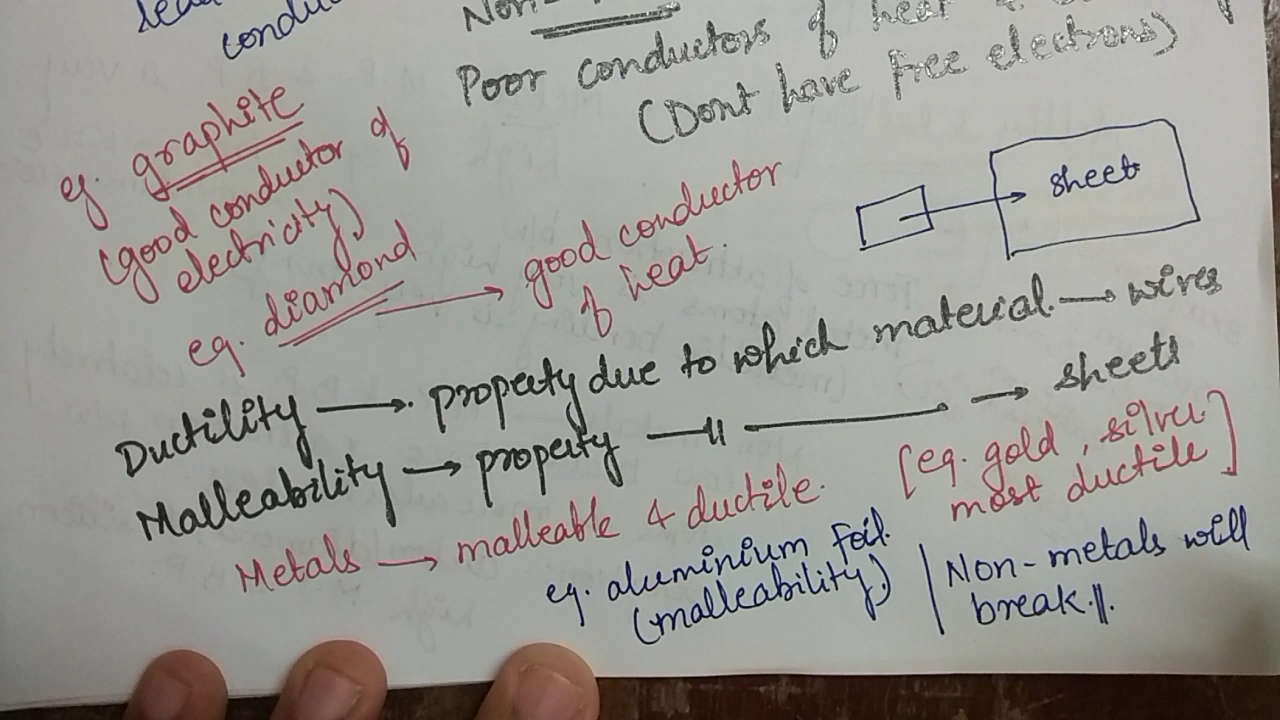 condu
Non-
Poor conductors of heat &
(Dont have free electrons)
eg. graphite
(good conductor of
electricity)
eg. diamond → good conductor
of heat.
sheet
Ductility → property due to which material → wires
Malleability → property —〃— → sheets
Metals → malleable & ductile.
[eg. gold, silver
most ductile]
eg. aluminium foil.
(malleability)
Non-metals will
break.